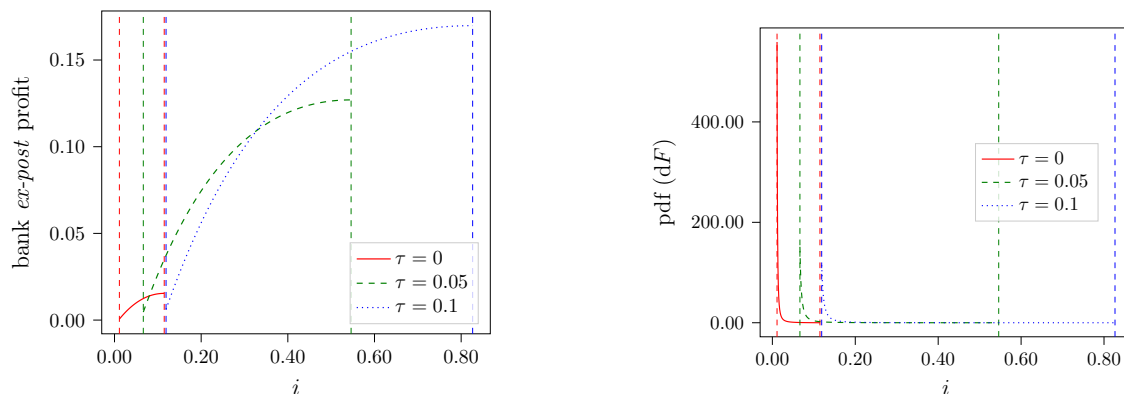 bank ex-post profit
0.15
0.10
0.05
0.00
τ = 0
τ = 0.05
τ = 0.1
0.00 0.20 0.40 0.60 0.80
i
pdf (dF)
400.00
200.00
0.00
τ = 0
τ = 0.05
τ = 0.1
0.00 0.20 0.40 0.60 0.80
i